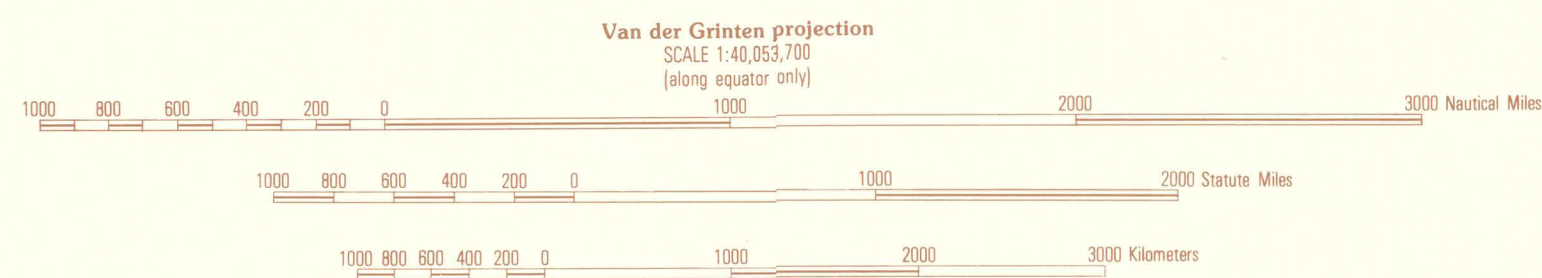 Van der Grinten projection
SCALE 1:40,053,700
(along equator only)
1000 800 600 400 200 0 1000 2000 3000 Nautical Miles
1000 800 600 400 200 0 1000 2000 Statute Miles
1000 800 600 400 200 0 1000 2000 3000 Kilometers